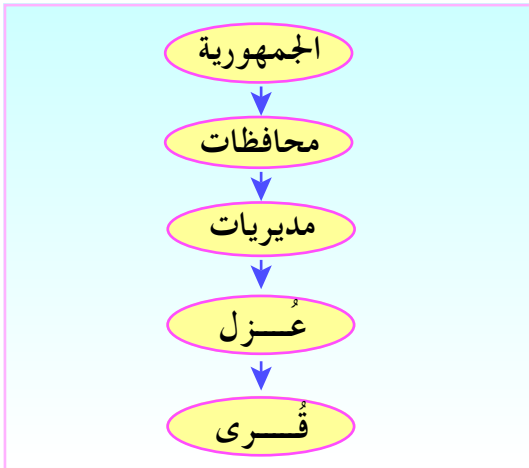 الجمهورية
محافظات
مديريات
عُـــزل
قُـــرى